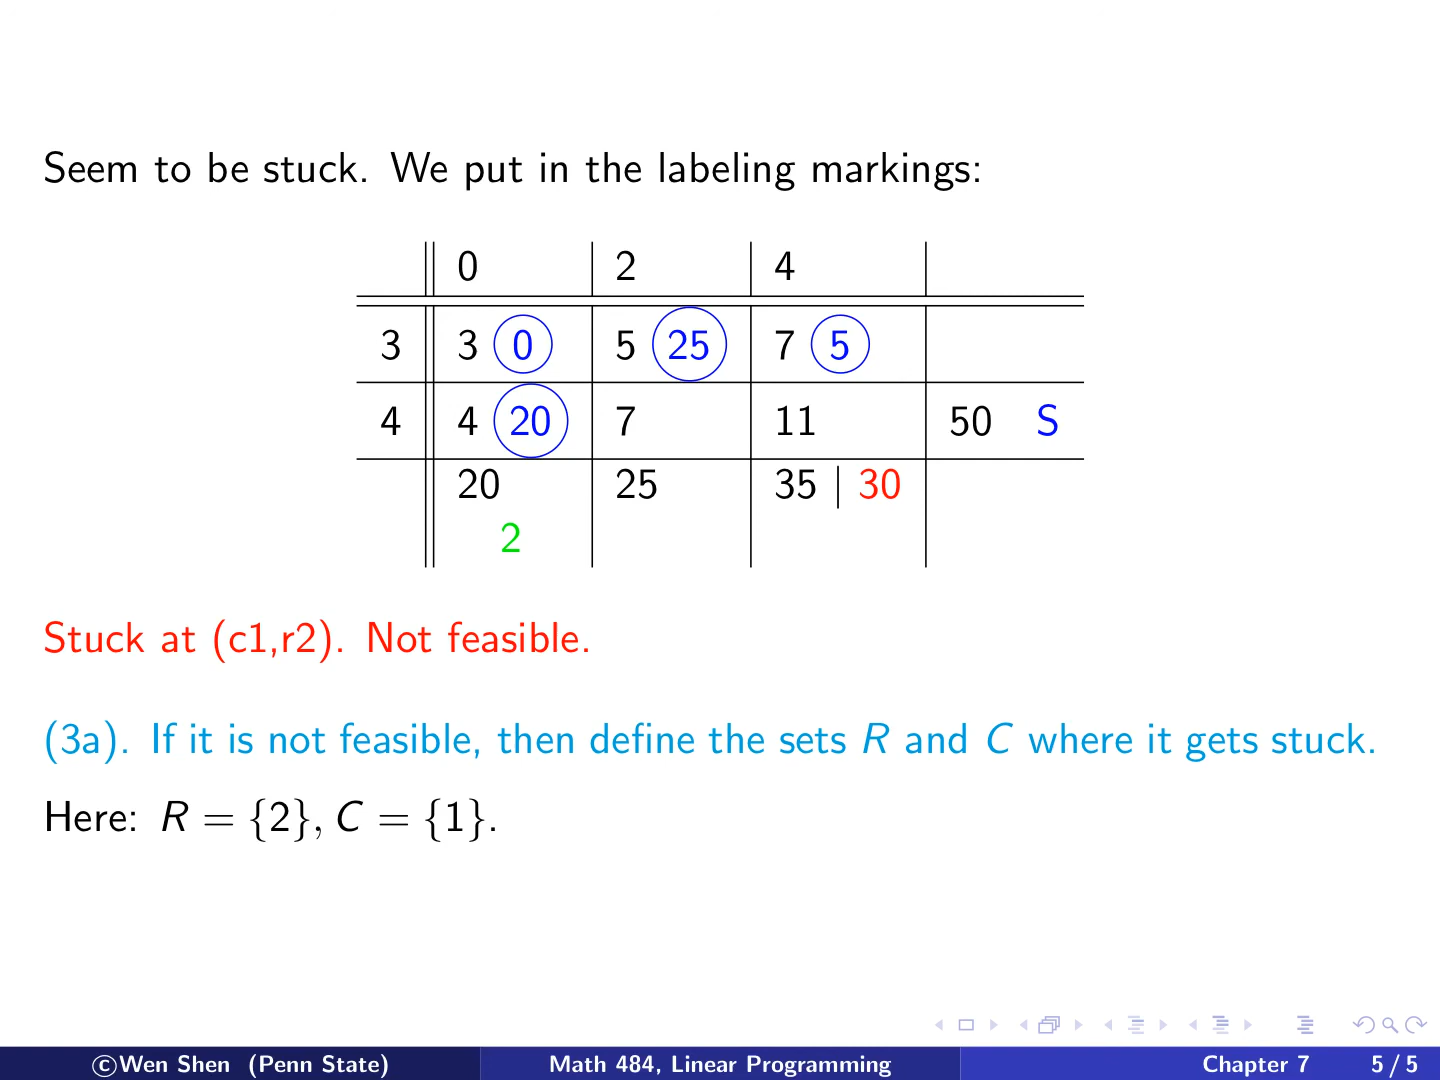 Seem to be stuck. We put in the labeling markings:
0 2 4
3 3 0 5 25 7 5
4 4 20 7 11 50 S
20 25 35 | 30
2
Stuck at (c1,r2). Not feasible.
(3a). If it is not feasible, then define the sets R and C where it gets stuck.
Here: R = {2}, C = {1}.
©Wen Shen (Penn State) Math 484, Linear Programming Chapter 7 5 / 5